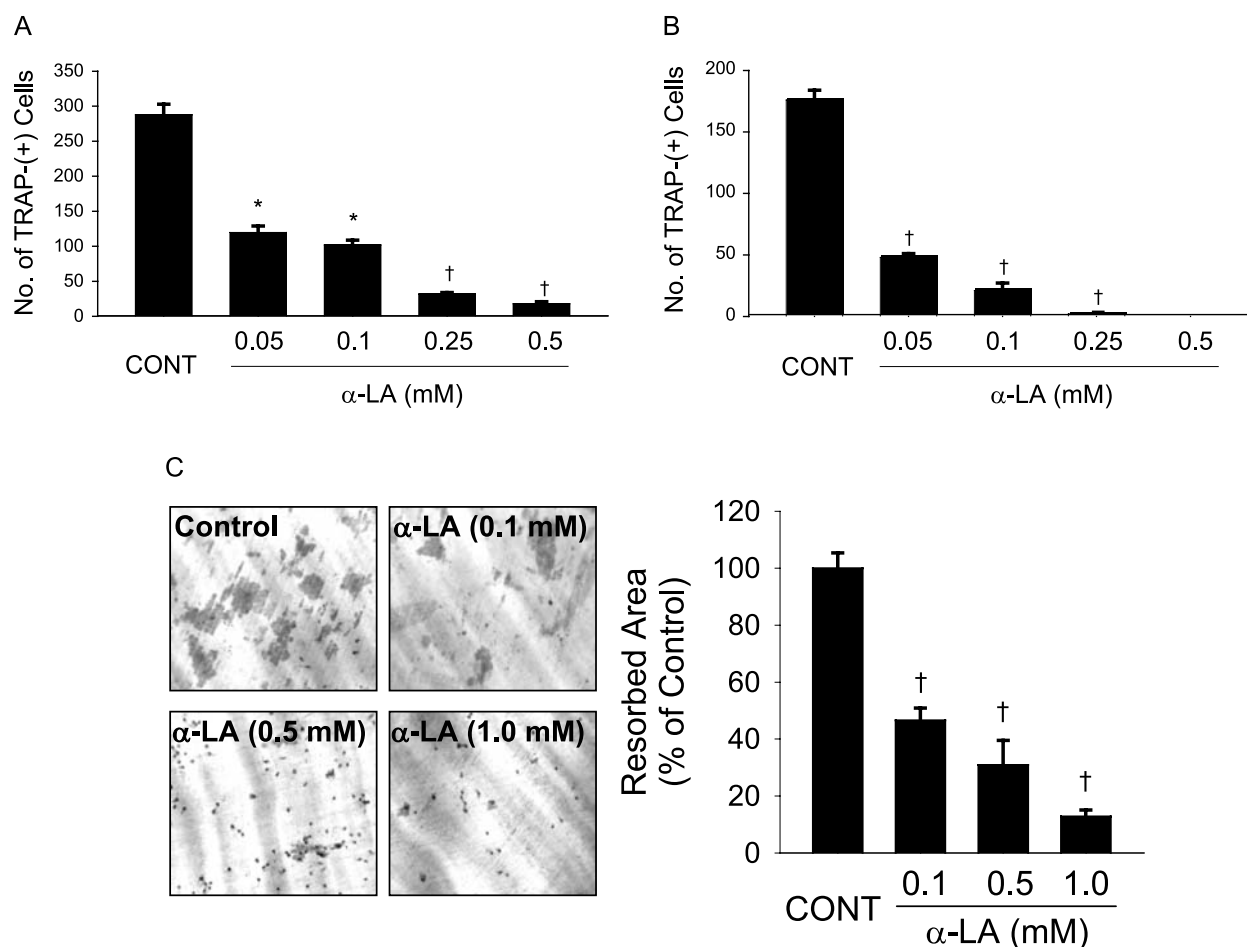 A
No. of TRAP-(+) Cells
350
300
250
200
150
100
50
0
* * † †
CONT
0.05 0.1 0.25 0.5
α-LA (mM)
B
No. of TRAP-(+) Cells
200
150
100
50
0
† † †
CONT
0.05 0.1 0.25 0.5
α-LA (mM)
C
Control
α-LA (0.1 mM)
α-LA (0.5 mM)
α-LA (1.0 mM)
Resorbed Area
(% of Control)
120
100
80
60
40
20
0
† † †
CONT
0.1 0.5 1.0
α-LA (mM)